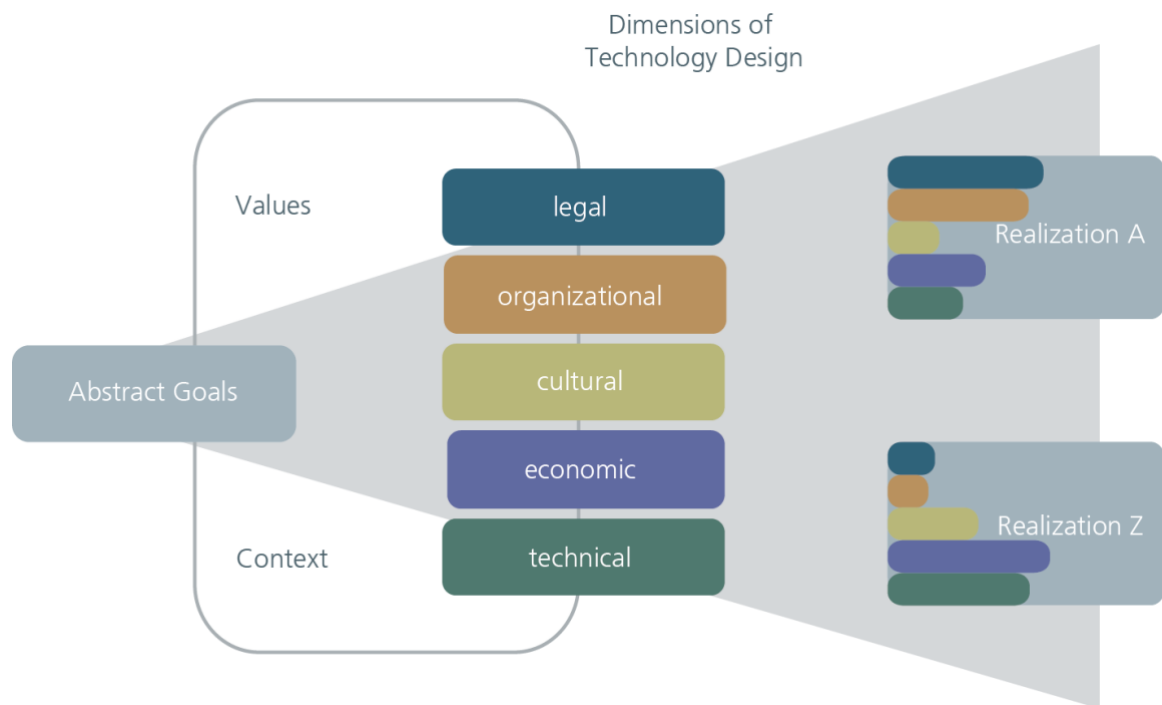 Dimensions of
Technology Design
Values
legal
organizational
Realization A
Abstract Goals
cultural
economic
Realization Z
Context
technical